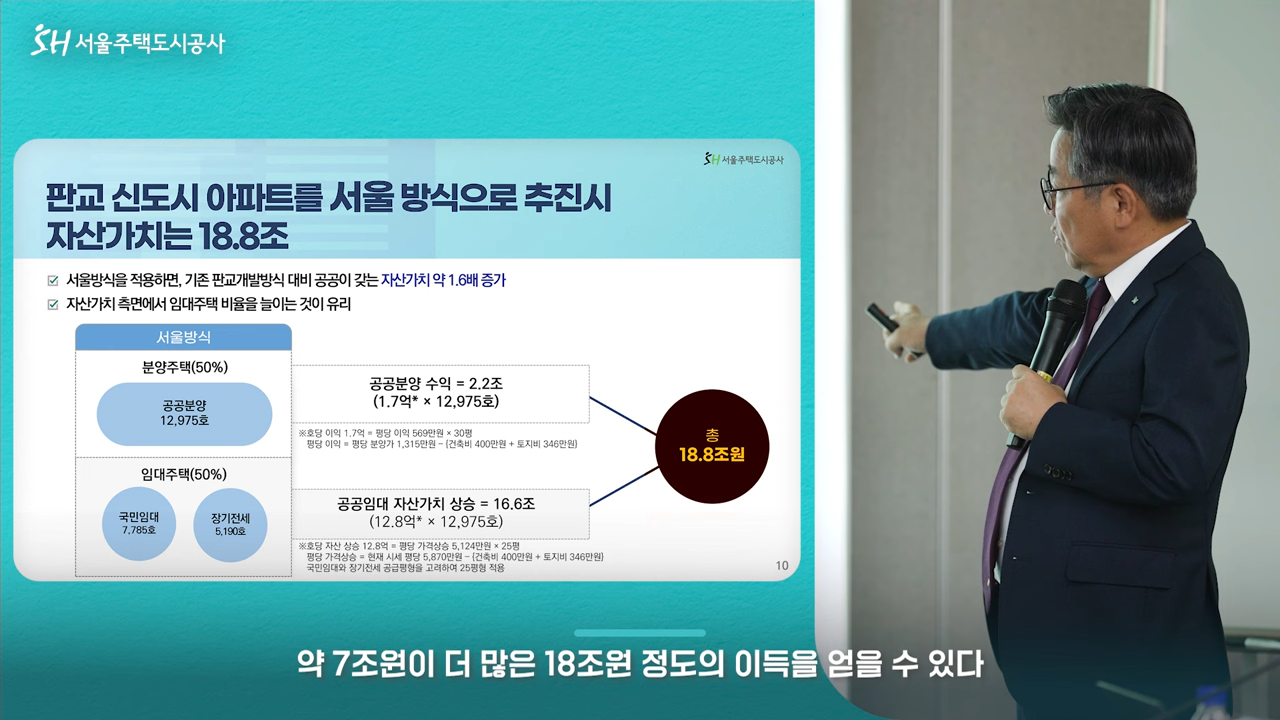 SH 서울주택도시공사
SH 서울주택도시공사
판교 신도시 아파트를 서울 방식으로 추진시
자산가치는 18.8조
서울방식을 적용하면, 기존 판교개발방식 대비 공공이 갖는 자산가치 약 1.6배 증가
자산가치 측면에서 임대주택 비율을 늘이는 것이 유리
서울방식
분양주택(50%)
공공분양
12,975호
임대주택(50%)
국민임대
7,785호
장기전세
5,190호
공공분양 수익 = 2.2조
(1.7억* × 12,975호)
※호당 이익 1.7억 = 평당 이익 569만원 × 30평
평당 이익 = 평당 분양가 1,315만원 – {건축비 400만원 + 토지비 346만원}
공공임대 자산가치 상승 = 16.6조
(12.8억* × 12,975호)
※호당 자산 상승 12.8억 = 평당 가격상승 5,124만원 × 25평
평당 가격상승 = 현재 시세 평당 5,870만원 – {건축비 400만원 + 토지비 346만원}
국민임대와 장기전세 공급평형을 고려하여 25평형 적용
총
18.8조원
10
약 7조원이 더 많은 18조원 정도의 이득을 얻을 수 있다